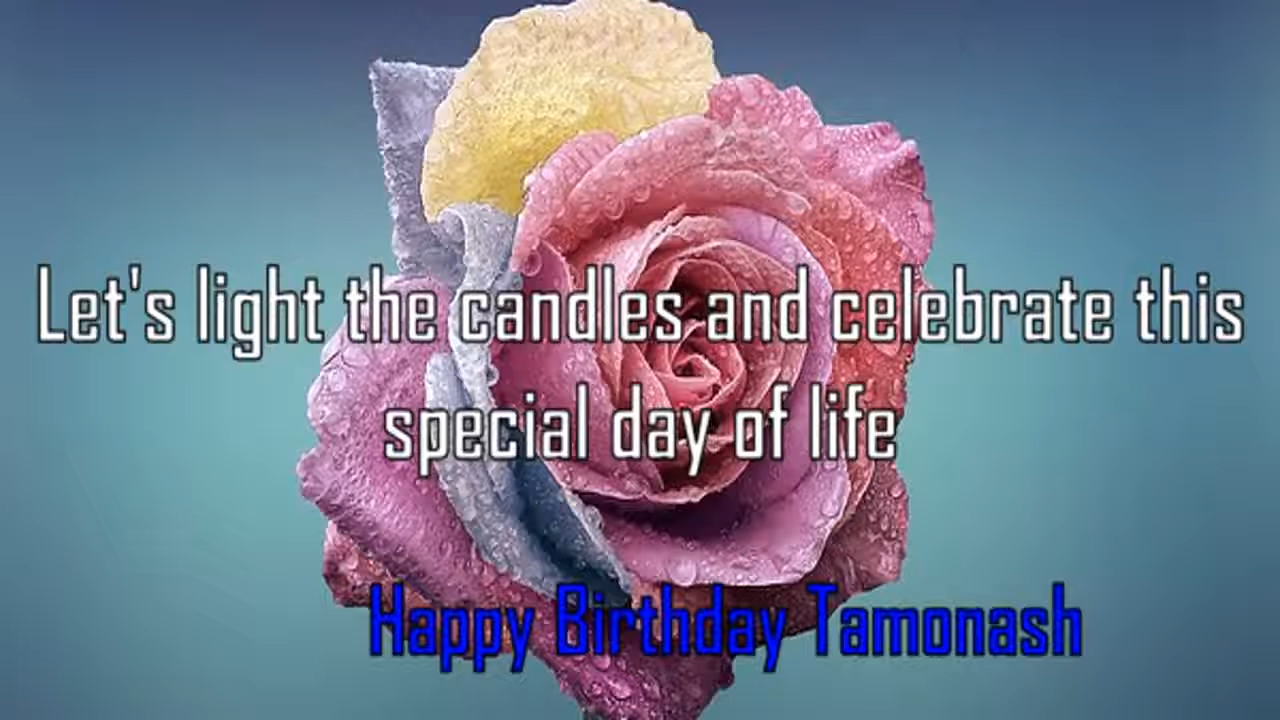 Let's light the candles and celebrate this
special day of life
Happy Birthday Tamonash